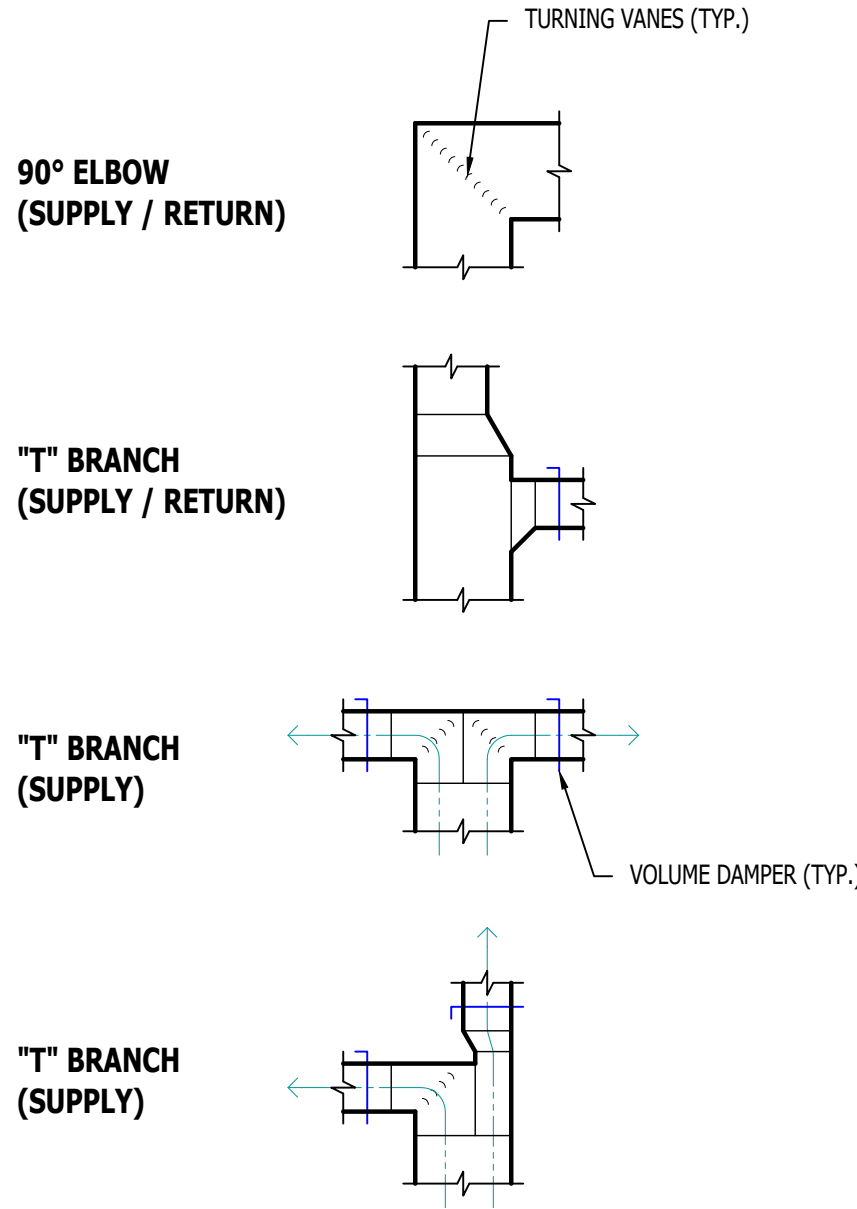 TURNING VANES (TYP.)
90° ELBOW
(SUPPLY / RETURN)
"T" BRANCH
(SUPPLY / RETURN)
"T" BRANCH
(SUPPLY)
VOLUME DAMPER (TYP.)
"T" BRANCH
(SUPPLY)